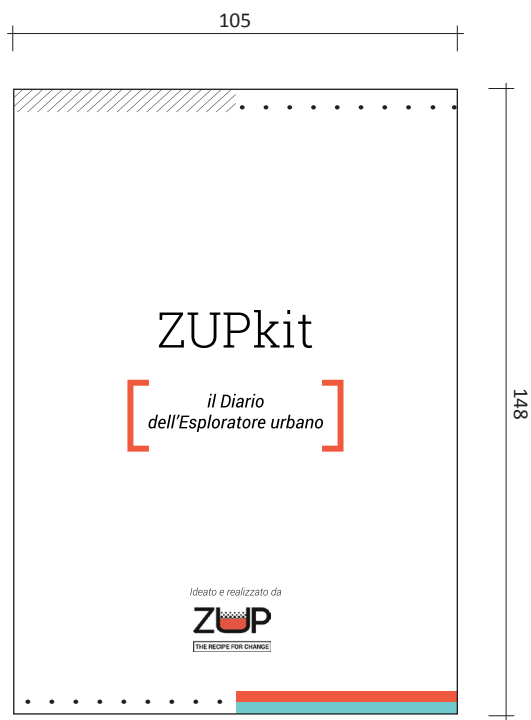 105
ZUPkit
il Diario
dell'Esploratore urbano
148
Ideato e realizzato da
ZUP
THE RECIPE FOR CHANGE